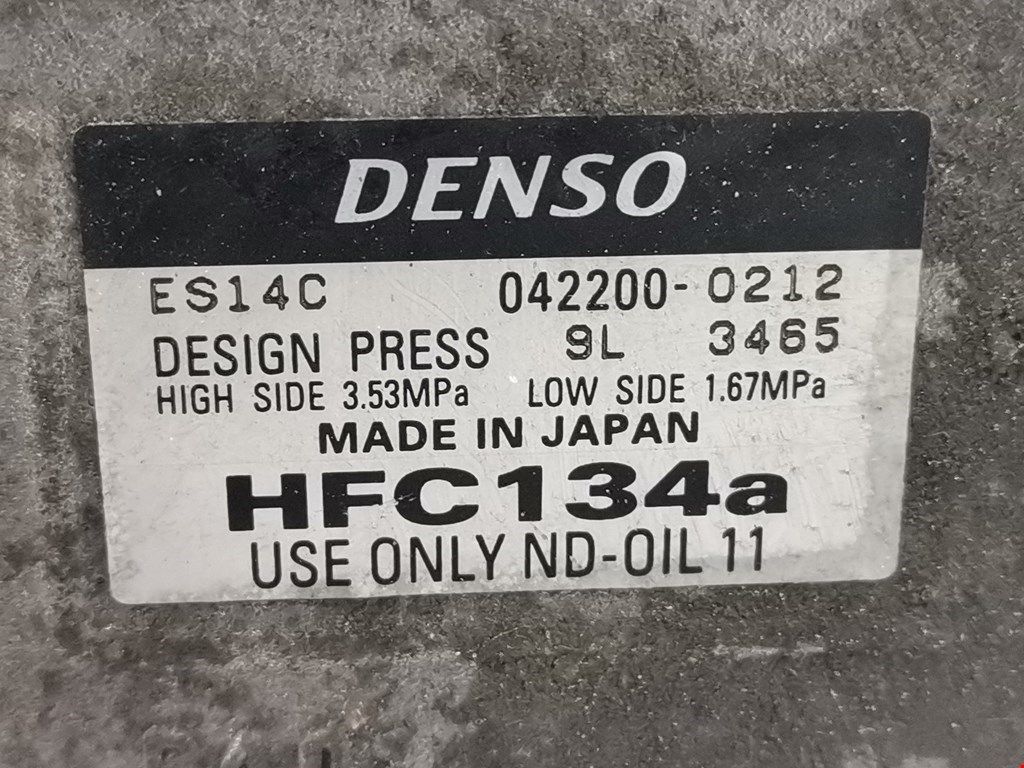 DENSO
ES14C 042200-0212
DESIGN PRESS 9L 3465
HIGH SIDE 3.53MPa LOW SIDE 1.67MPa
MADE IN JAPAN
HFC134a
USE ONLY ND-OIL 11